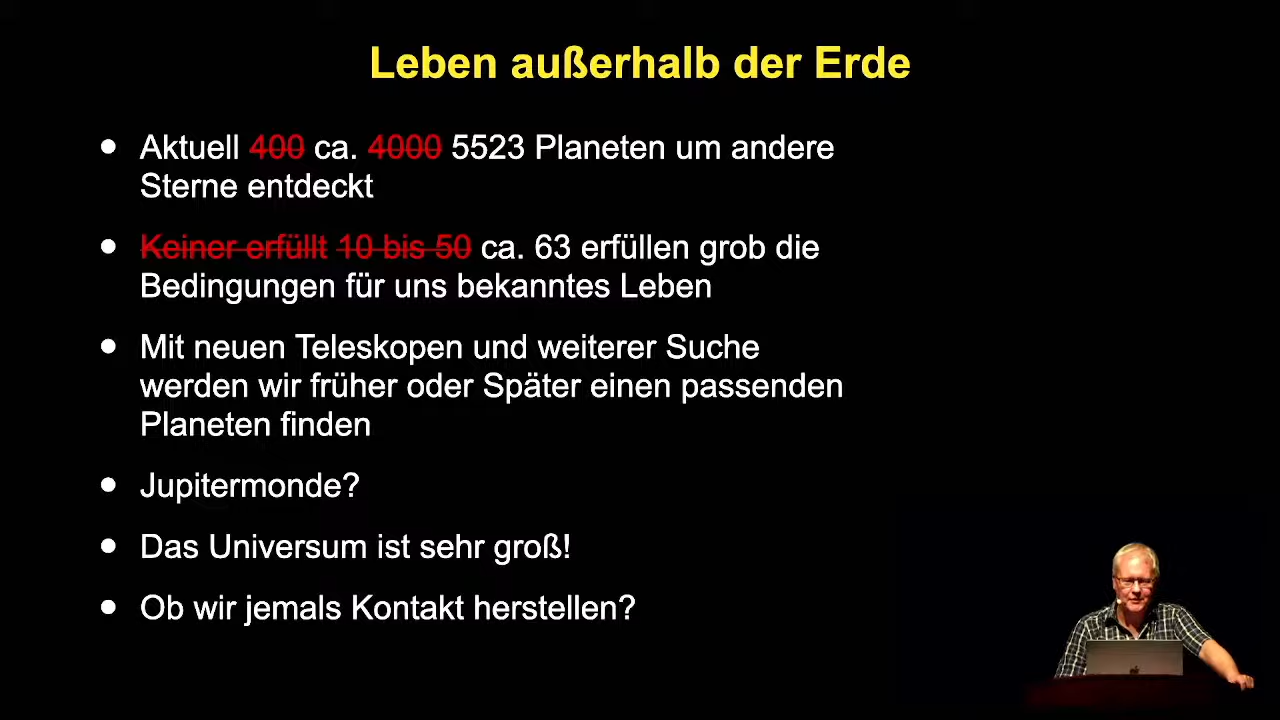 Leben außerhalb der Erde
• Aktuell 400 ca. 4000 5523 Planeten um andere
Sterne entdeckt
• Keiner erfüllt 10 bis 50 ca. 63 erfüllen grob die
Bedingungen für uns bekanntes Leben
• Mit neuen Teleskopen und weiterer Suche
werden wir früher oder Später einen passenden
Planeten finden
• Jupitermonde?
• Das Universum ist sehr groß!
• Ob wir jemals Kontakt herstellen?